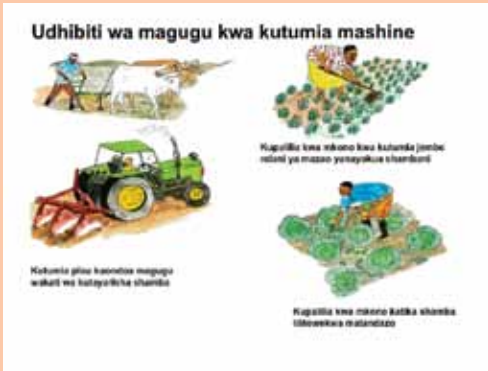 Udhibiti wa magugu kwa kutumia mashine
Kupalilia kwa mkono kwa kutumia jembe
ndani ya mazao yanayokua shambani
Kutumia plau kuondoa magugu
wakati wa kutayarisha shamba
Kupalilia kwa mkono katika shamba
lililowekwa matandazo